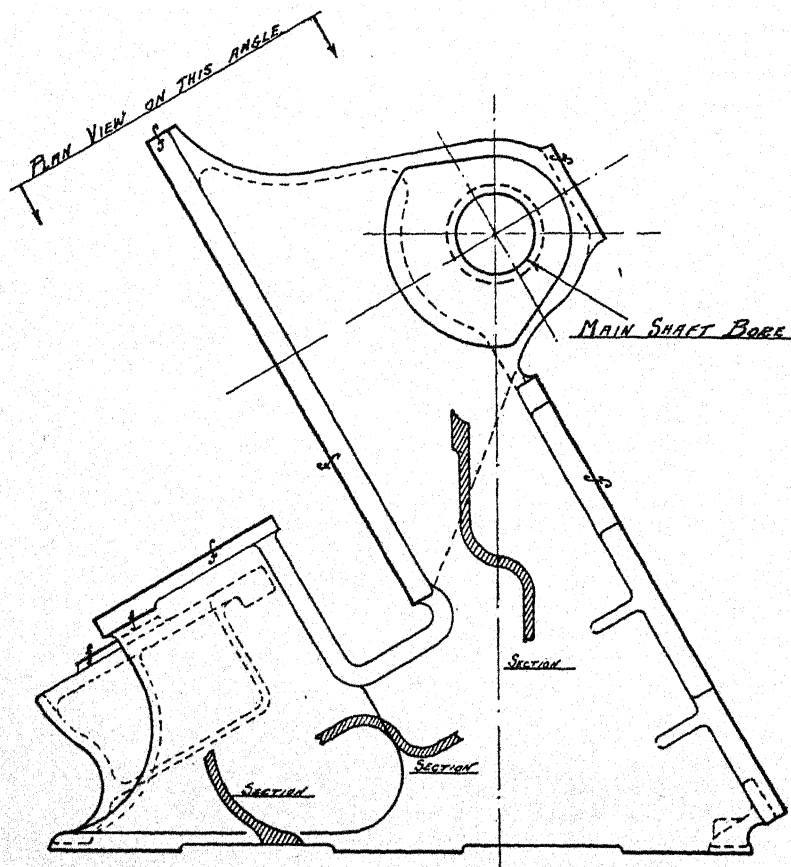 PLAN VIEW ON THIS ANGLE
MAIN SHAFT BORE
SECTION
SECTION
SECTION